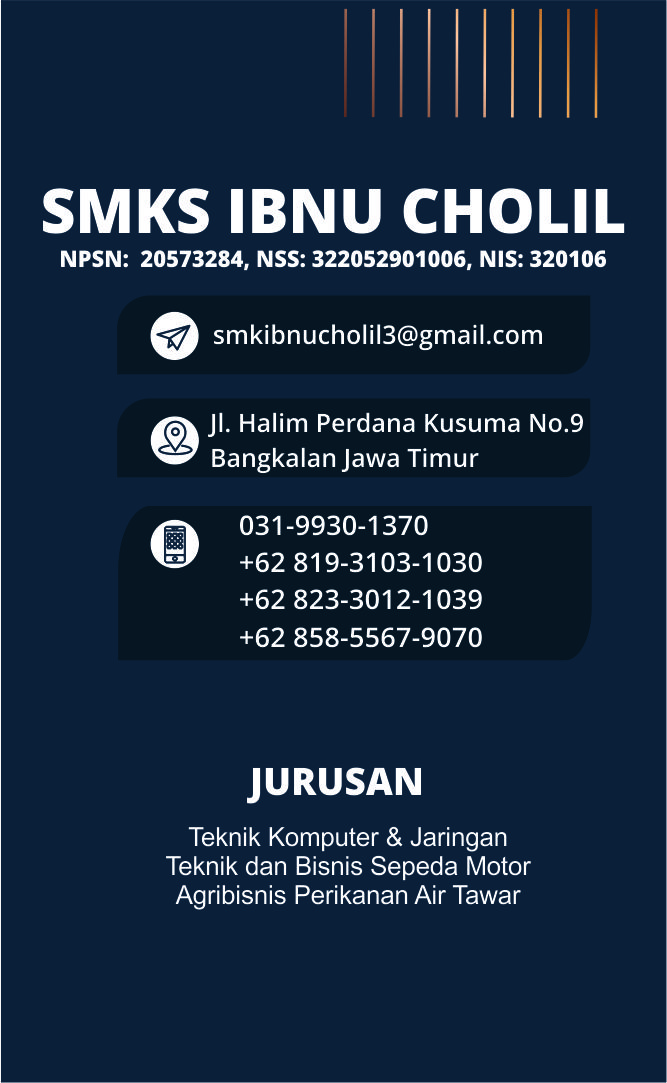 SMKS IBNU CHOLIL
NPSN:  20573284, NSS: 322052901006, NIS: 320106
smkibnucholil3@gmail.com
Jl. Halim Perdana Kusuma No.9
Bangkalan Jawa Timur
031-9930-1370
+62 819-3103-1030
+62 823-3012-1039
+62 858-5567-9070
JURUSAN
Teknik Komputer & Jaringan
Teknik dan Bisnis Sepeda Motor
Agribisnis Perikanan Air Tawar